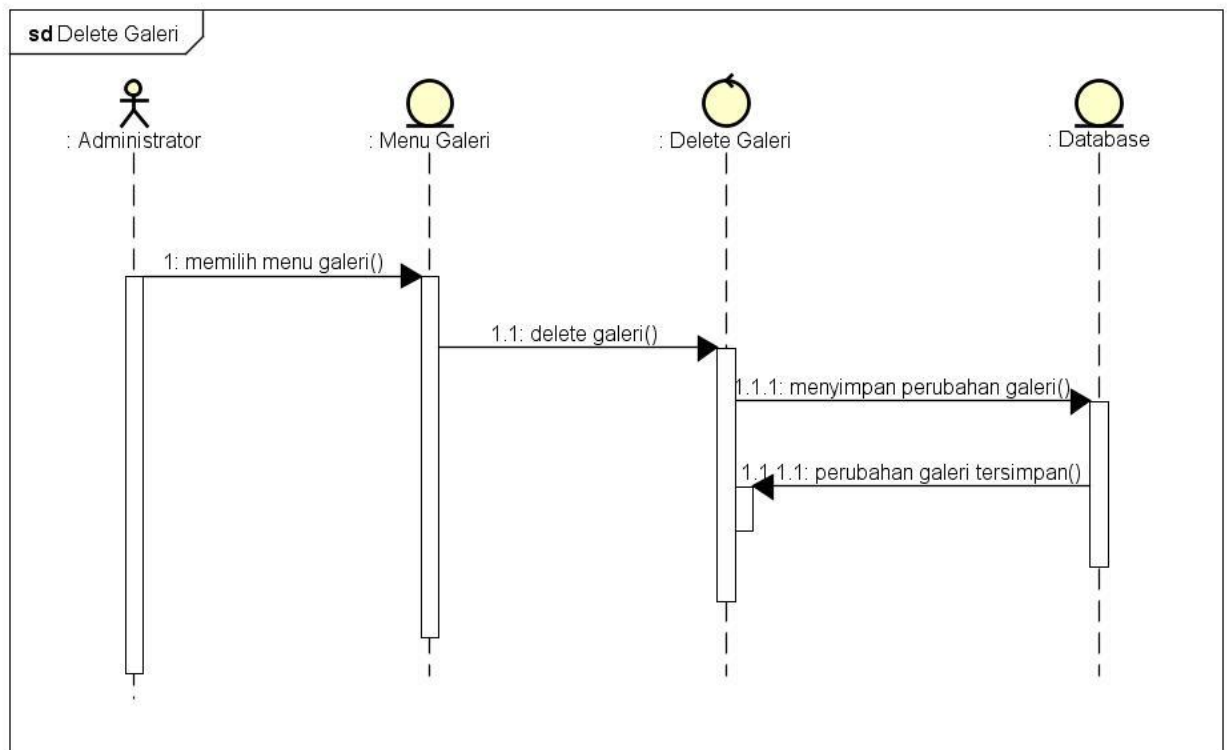 sd Delete Galeri
: Administrator
: Menu Galeri
: Delete Galeri
: Database
1: memilih menu galeri()
1.1: delete galeri()
1.1.1: menyimpan perubahan galeri()
1.1.1.1: perubahan galeri tersimpan()